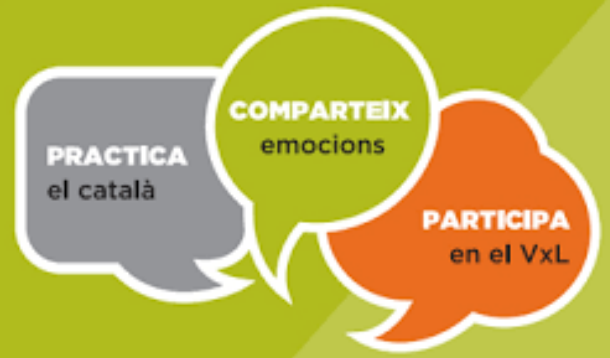 PRACTICA
el català
COMPARTEIX
emocions
PARTICIPA
en el VxL